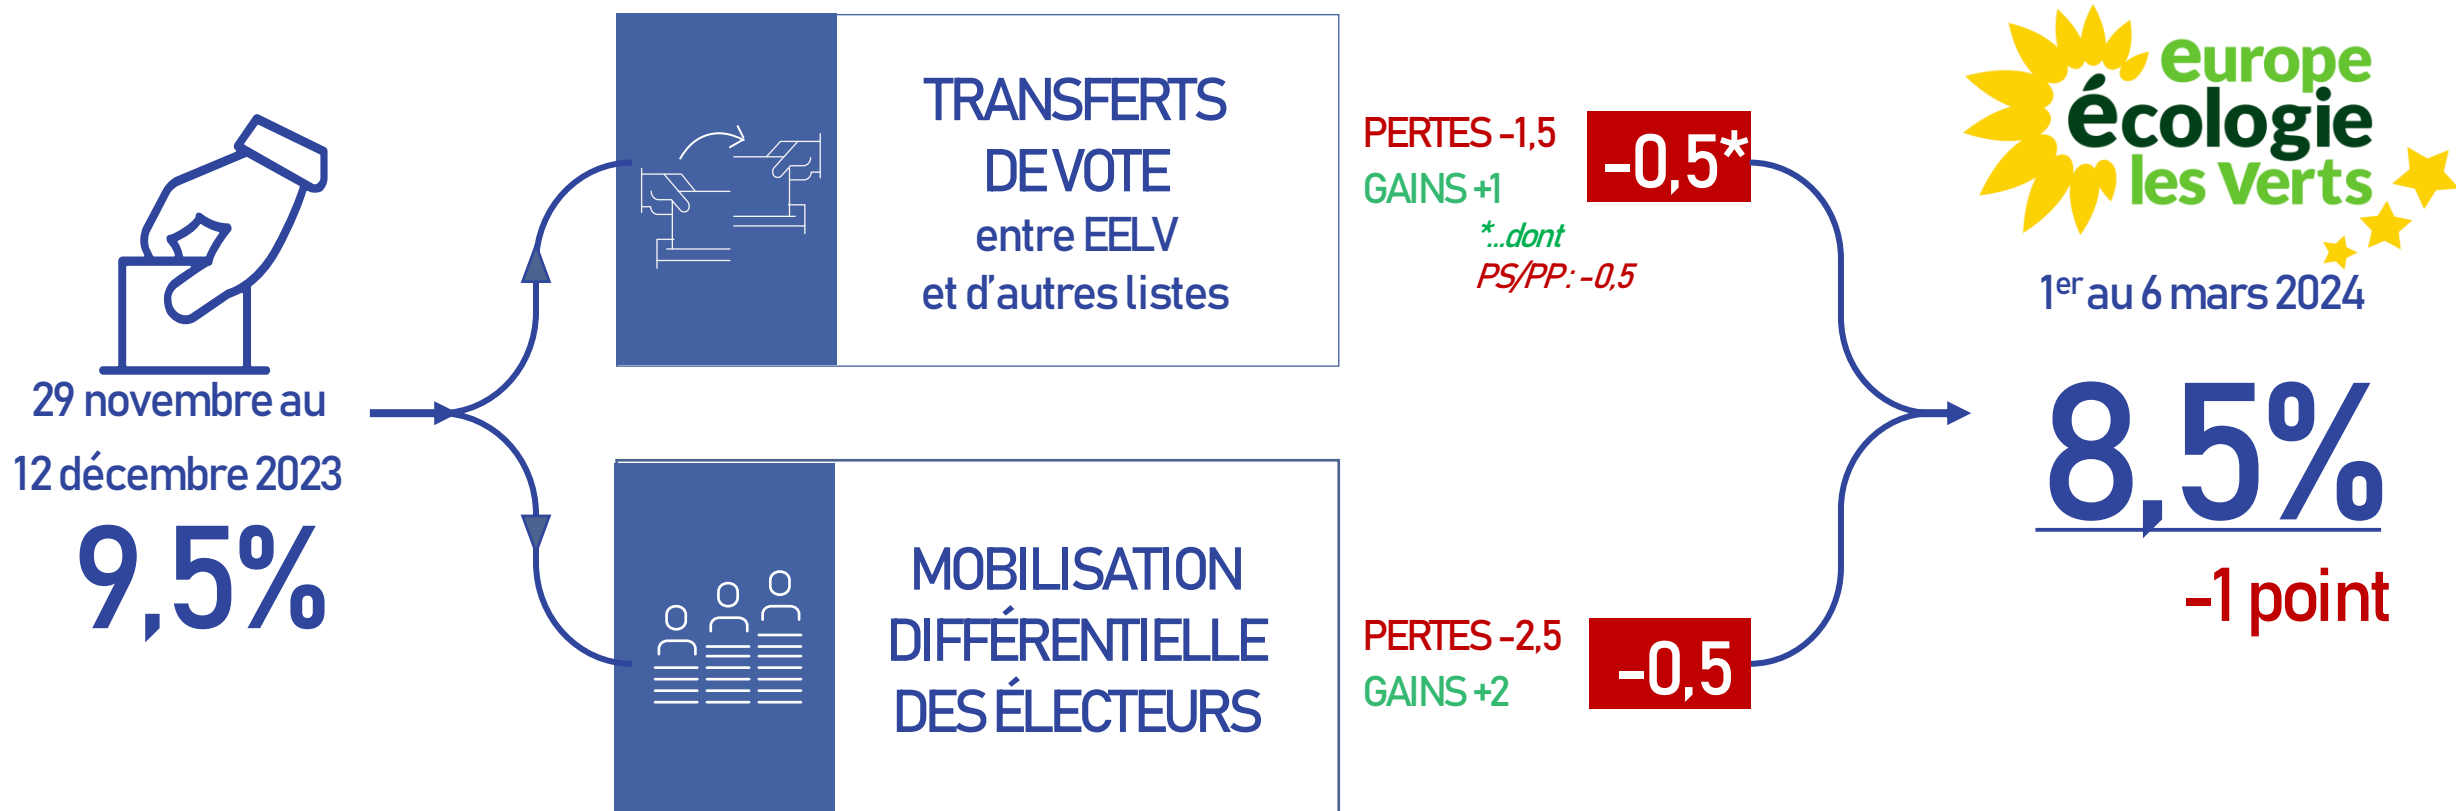 29 novembre au
12 décembre 2023
9,5%
TRANSFERTS
DE VOTE
entre EELV
et d'autres listes
PERTES -1,5
GAINS +1
-0,5*
*...dont
PS/PP : -0,5
MOBILISATION
DIFFÉRENTIELLE
DES ÉLECTEURS
PERTES -2,5
GAINS +2
-0,5
europe
écologie
les Verts
1er au 6 mars 2024
8,5%
-1 point